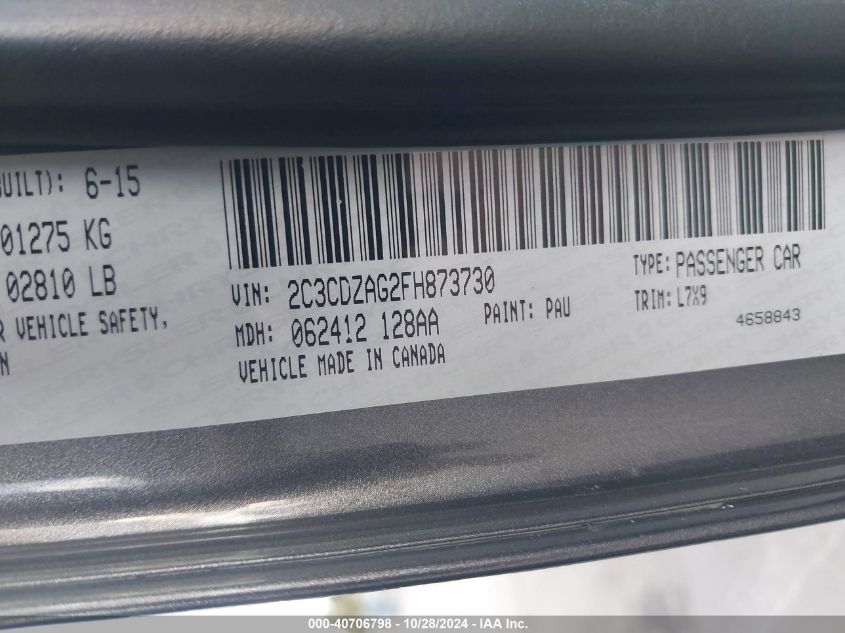 BUILT): 6-15
01275 KG
02810 LB
R VEHICLE SAFETY,
N
VIN: 2C3CDZAG2FH873730
TYPE: PASSENGER CAR
MDH: 062412 128AA
PAINT: PAU
TRIM: L7X9
VEHICLE MADE IN CANADA
4658843
000-40706798 - 10/28/2024 - IAA Inc.